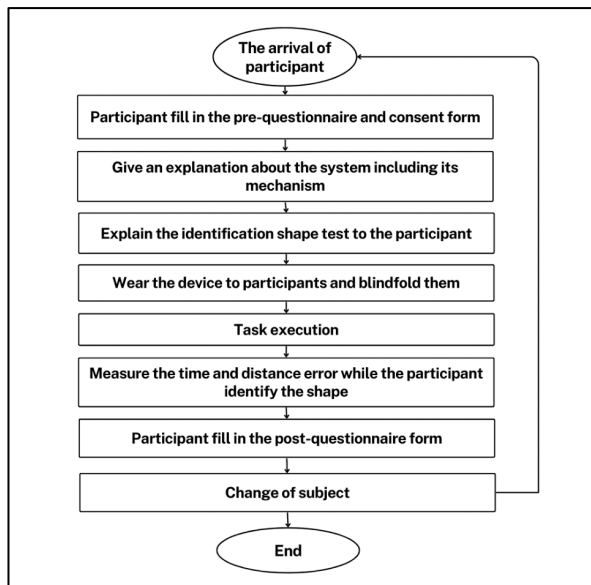 The arrival of
participant
Participant fill in the pre-questionnaire and consent form
Give an explanation about the system including its
mechanism
Explain the identification shape test to the participant
Wear the device to participants and blindfold them
Task execution
Measure the time and distance error while the participant
identify the shape
Participant fill in the post-questionnaire form
Change of subject
End